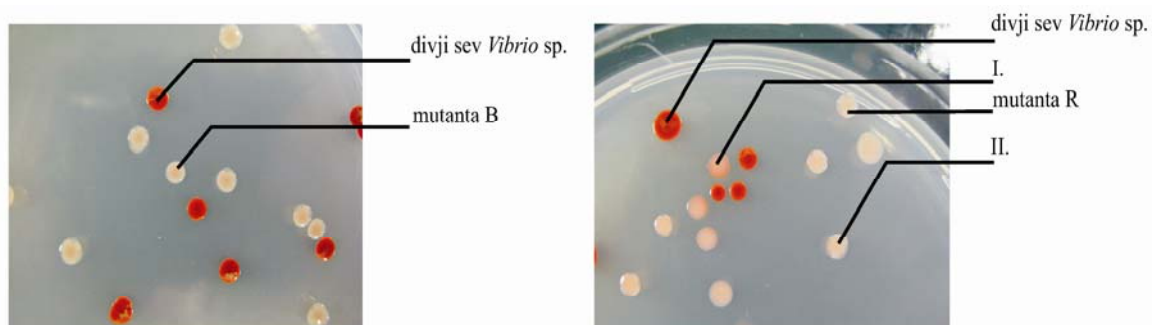 divji sev Vibrio sp.
mutanta B
divji sev Vibrio sp.
I.
mutanta R
II.